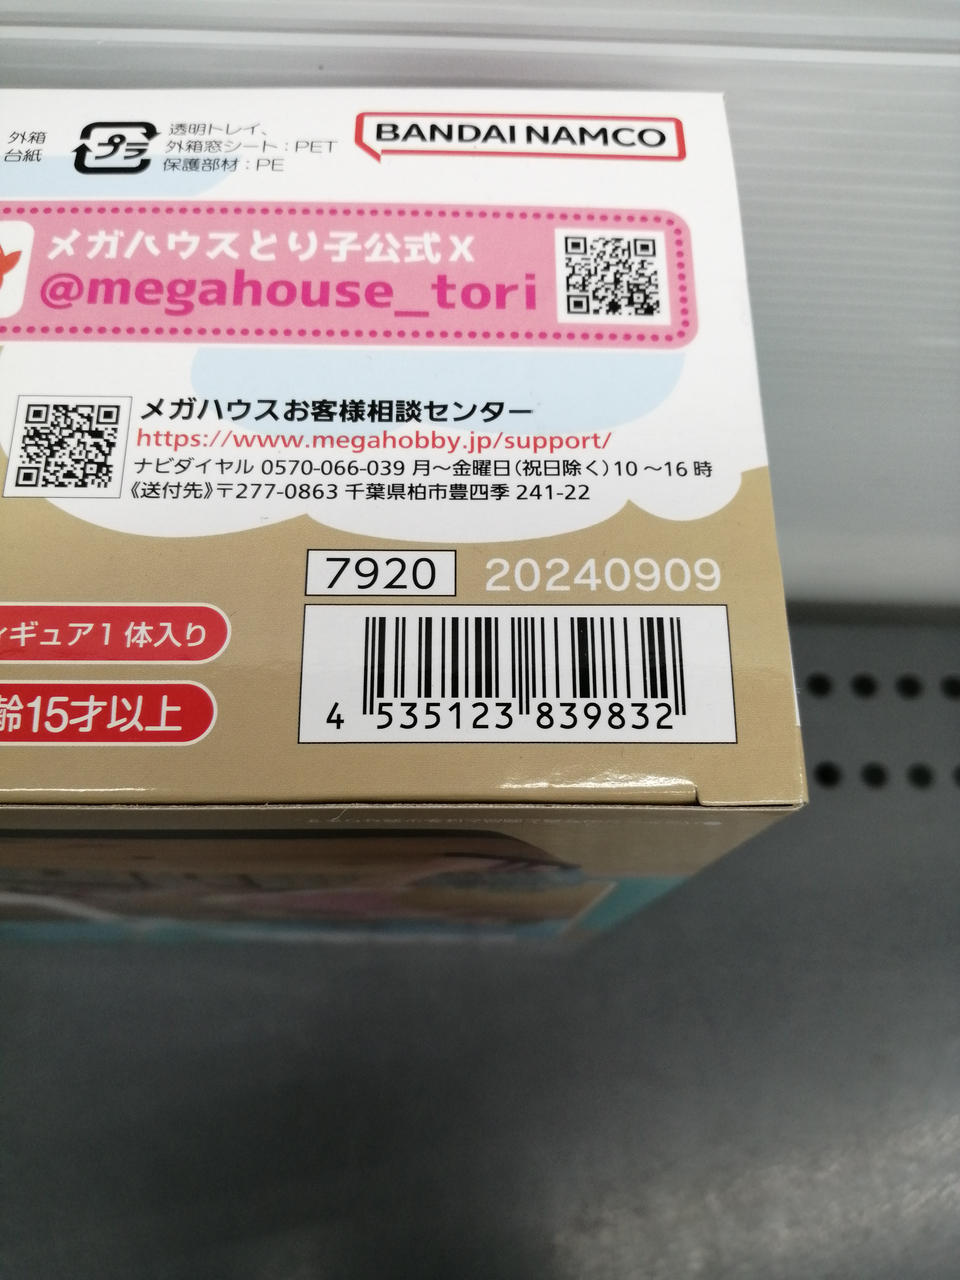 外箱
台紙
プラ
透明トレイ、
外箱窓シート：PET
保護部材：PE
BANDAI NAMCO
メガハウスとり子公式X
@megahouse_tori
メガハウスお客様相談センター
https://www.megahobby.jp/support/
ナビダイヤル 0570-066-039 月～金曜日（祝日除く）10～16時
《送付先》〒277-0863 千葉県柏市豊四季 241-22
7920 20240909
ィギュア1体入り
齢15才以上
4 535123 839832